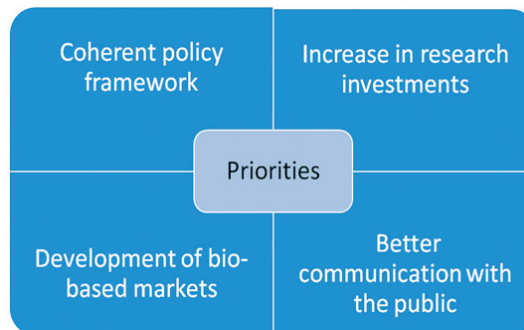 Coherent policy
framework
Increase in research
investments
Priorities
Development of bio-
based markets
Better
communication with
the public